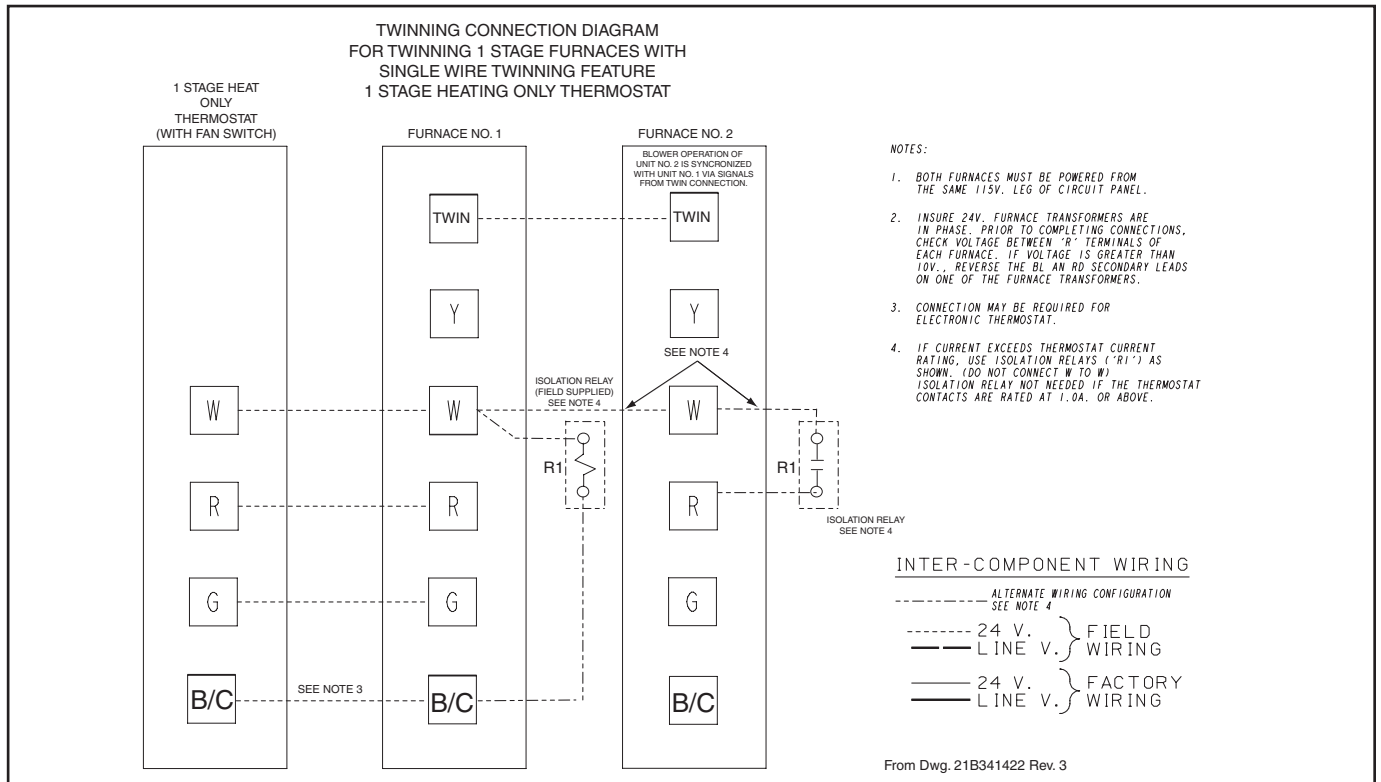 TWINNING CONNECTION DIAGRAM
FOR TWINNING 1 STAGE FURNACES WITH
SINGLE WIRE TWINNING FEATURE
1 STAGE HEATING ONLY THERMOSTAT
1 STAGE HEAT
ONLY
THERMOSTAT
(WITH FAN SWITCH)
W
R
G
B/C
FURNACE NO. 1
TWIN
Y
W
R
G
B/C
SEE NOTE 3
ISOLATION RELAY
(FIELD SUPPLIED)
SEE NOTE 4
R1
FURNACE NO. 2
BLOWER OPERATION OF
UNIT NO. 2 IS SYNCRONIZED
WITH UNIT NO. 1 VIA SIGNALS
FROM TWIN CONNECTION.
TWIN
Y
SEE NOTE 4
W
R
G
B/C
R1
ISOLATION RELAY
SEE NOTE 4
NOTES:
1. BOTH FURNACES MUST BE POWERED FROM
THE SAME 115V. LEG OF CIRCUIT PANEL.
2. INSURE 24V. FURNACE TRANSFORMERS ARE
IN PHASE. PRIOR TO COMPLETING CONNECTIONS,
CHECK VOLTAGE BETWEEN 'R' TERMINALS OF
EACH FURNACE. IF VOLTAGE IS GREATER THAN
10V., REVERSE THE BL AN RD SECONDARY LEADS
ON ONE OF THE FURNACE TRANSFORMERS.
3. CONNECTION MAY BE REQUIRED FOR
ELECTRONIC THERMOSTAT.
4. IF CURRENT EXCEEDS THERMOSTAT CURRENT
RATING, USE ISOLATION RELAYS ('R1') AS
SHOWN. (DO NOT CONNECT W TO W)
ISOLATION RELAY NOT NEEDED IF THE THERMOSTAT
CONTACTS ARE RATED AT 1.0A. OR ABOVE.
INTER-COMPONENT WIRING
ALTERNATE WIRING CONFIGURATION
SEE NOTE 4
24 V.
LINE V.
FIELD
WIRING
24 V.
LINE V.
FACTORY
WIRING
From Dwg. 21B341422 Rev. 3